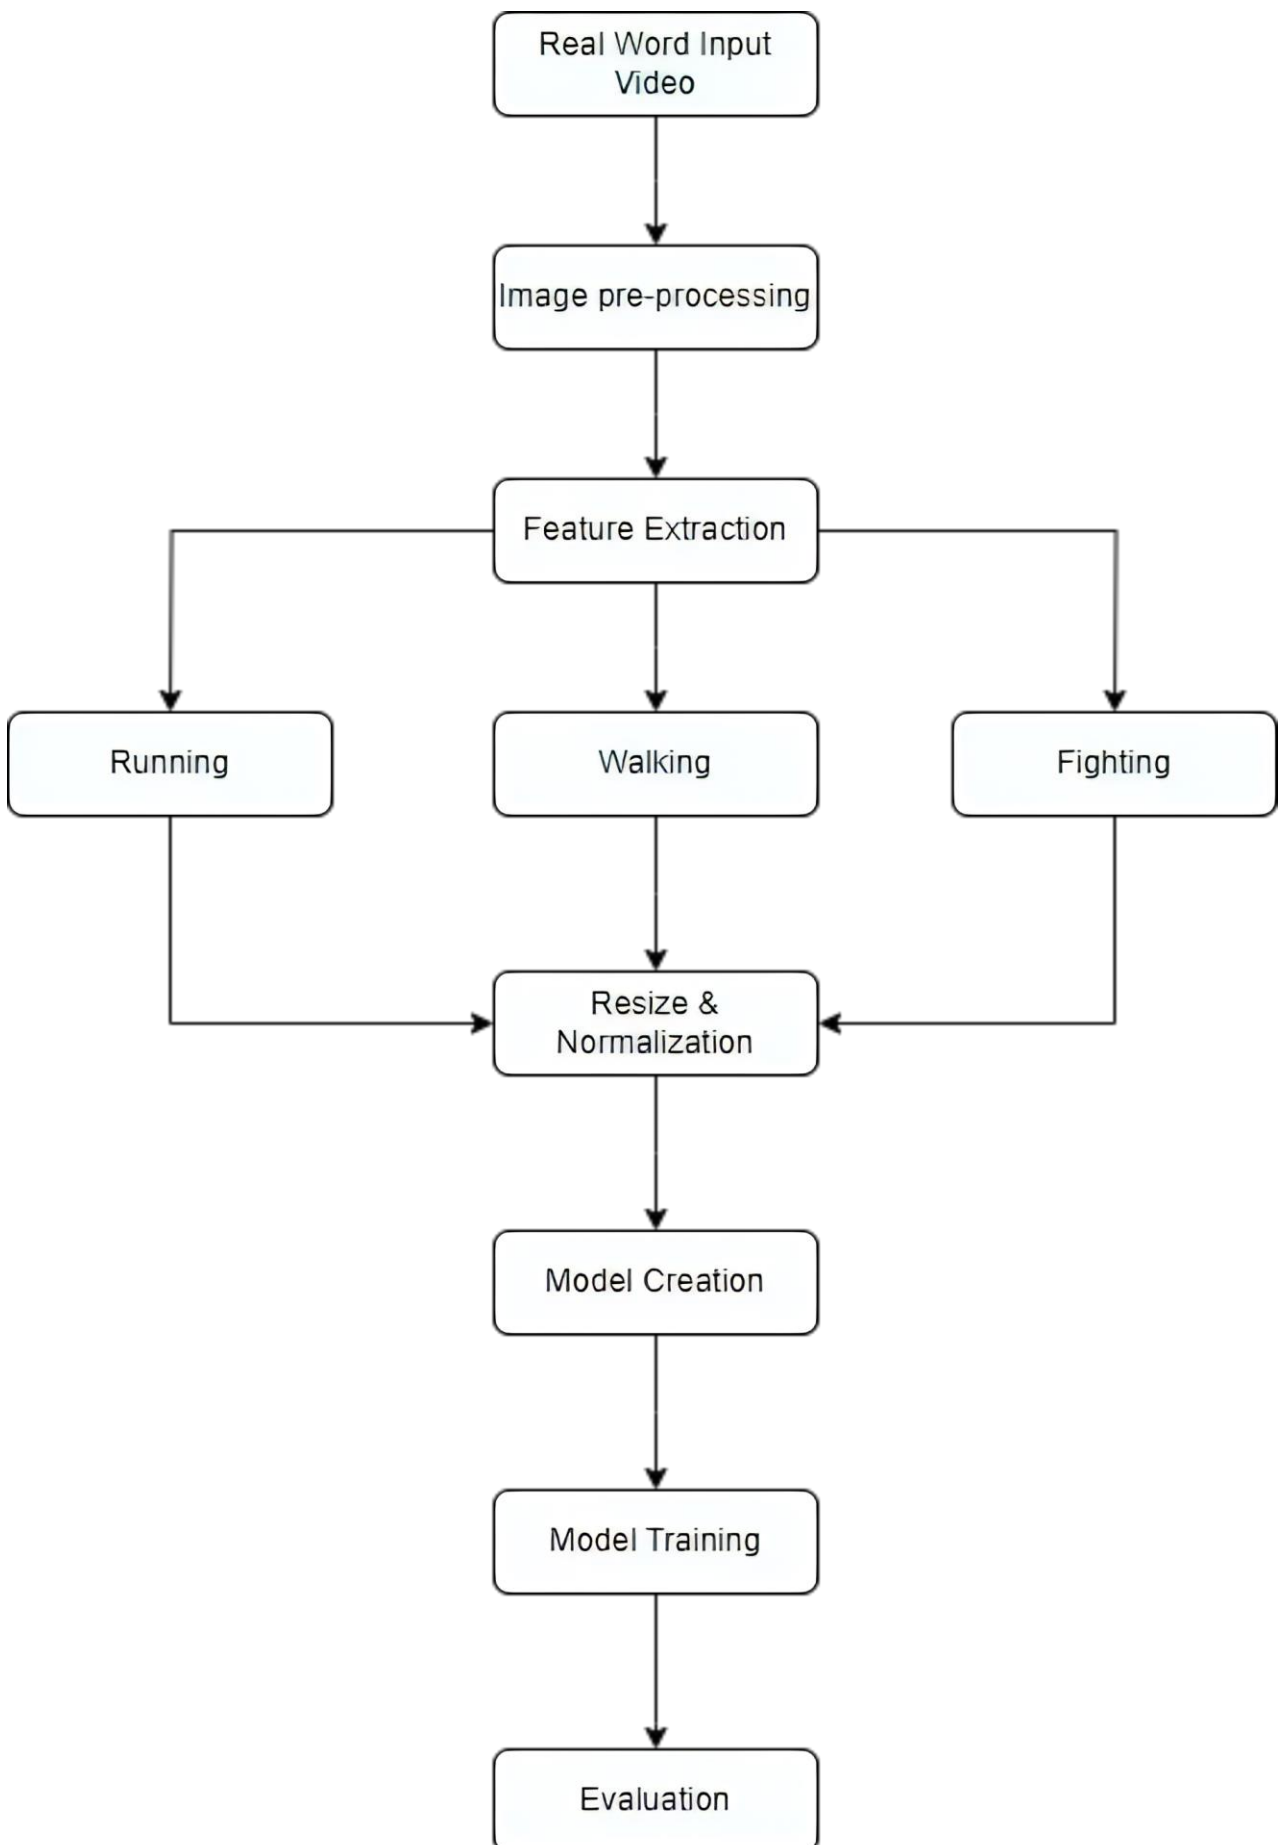 Real Word Input
Video
Image pre-processing
Feature Extraction
Running
Walking
Fighting
Resize &
Normalization
Model Creation
Model Training
Evaluation